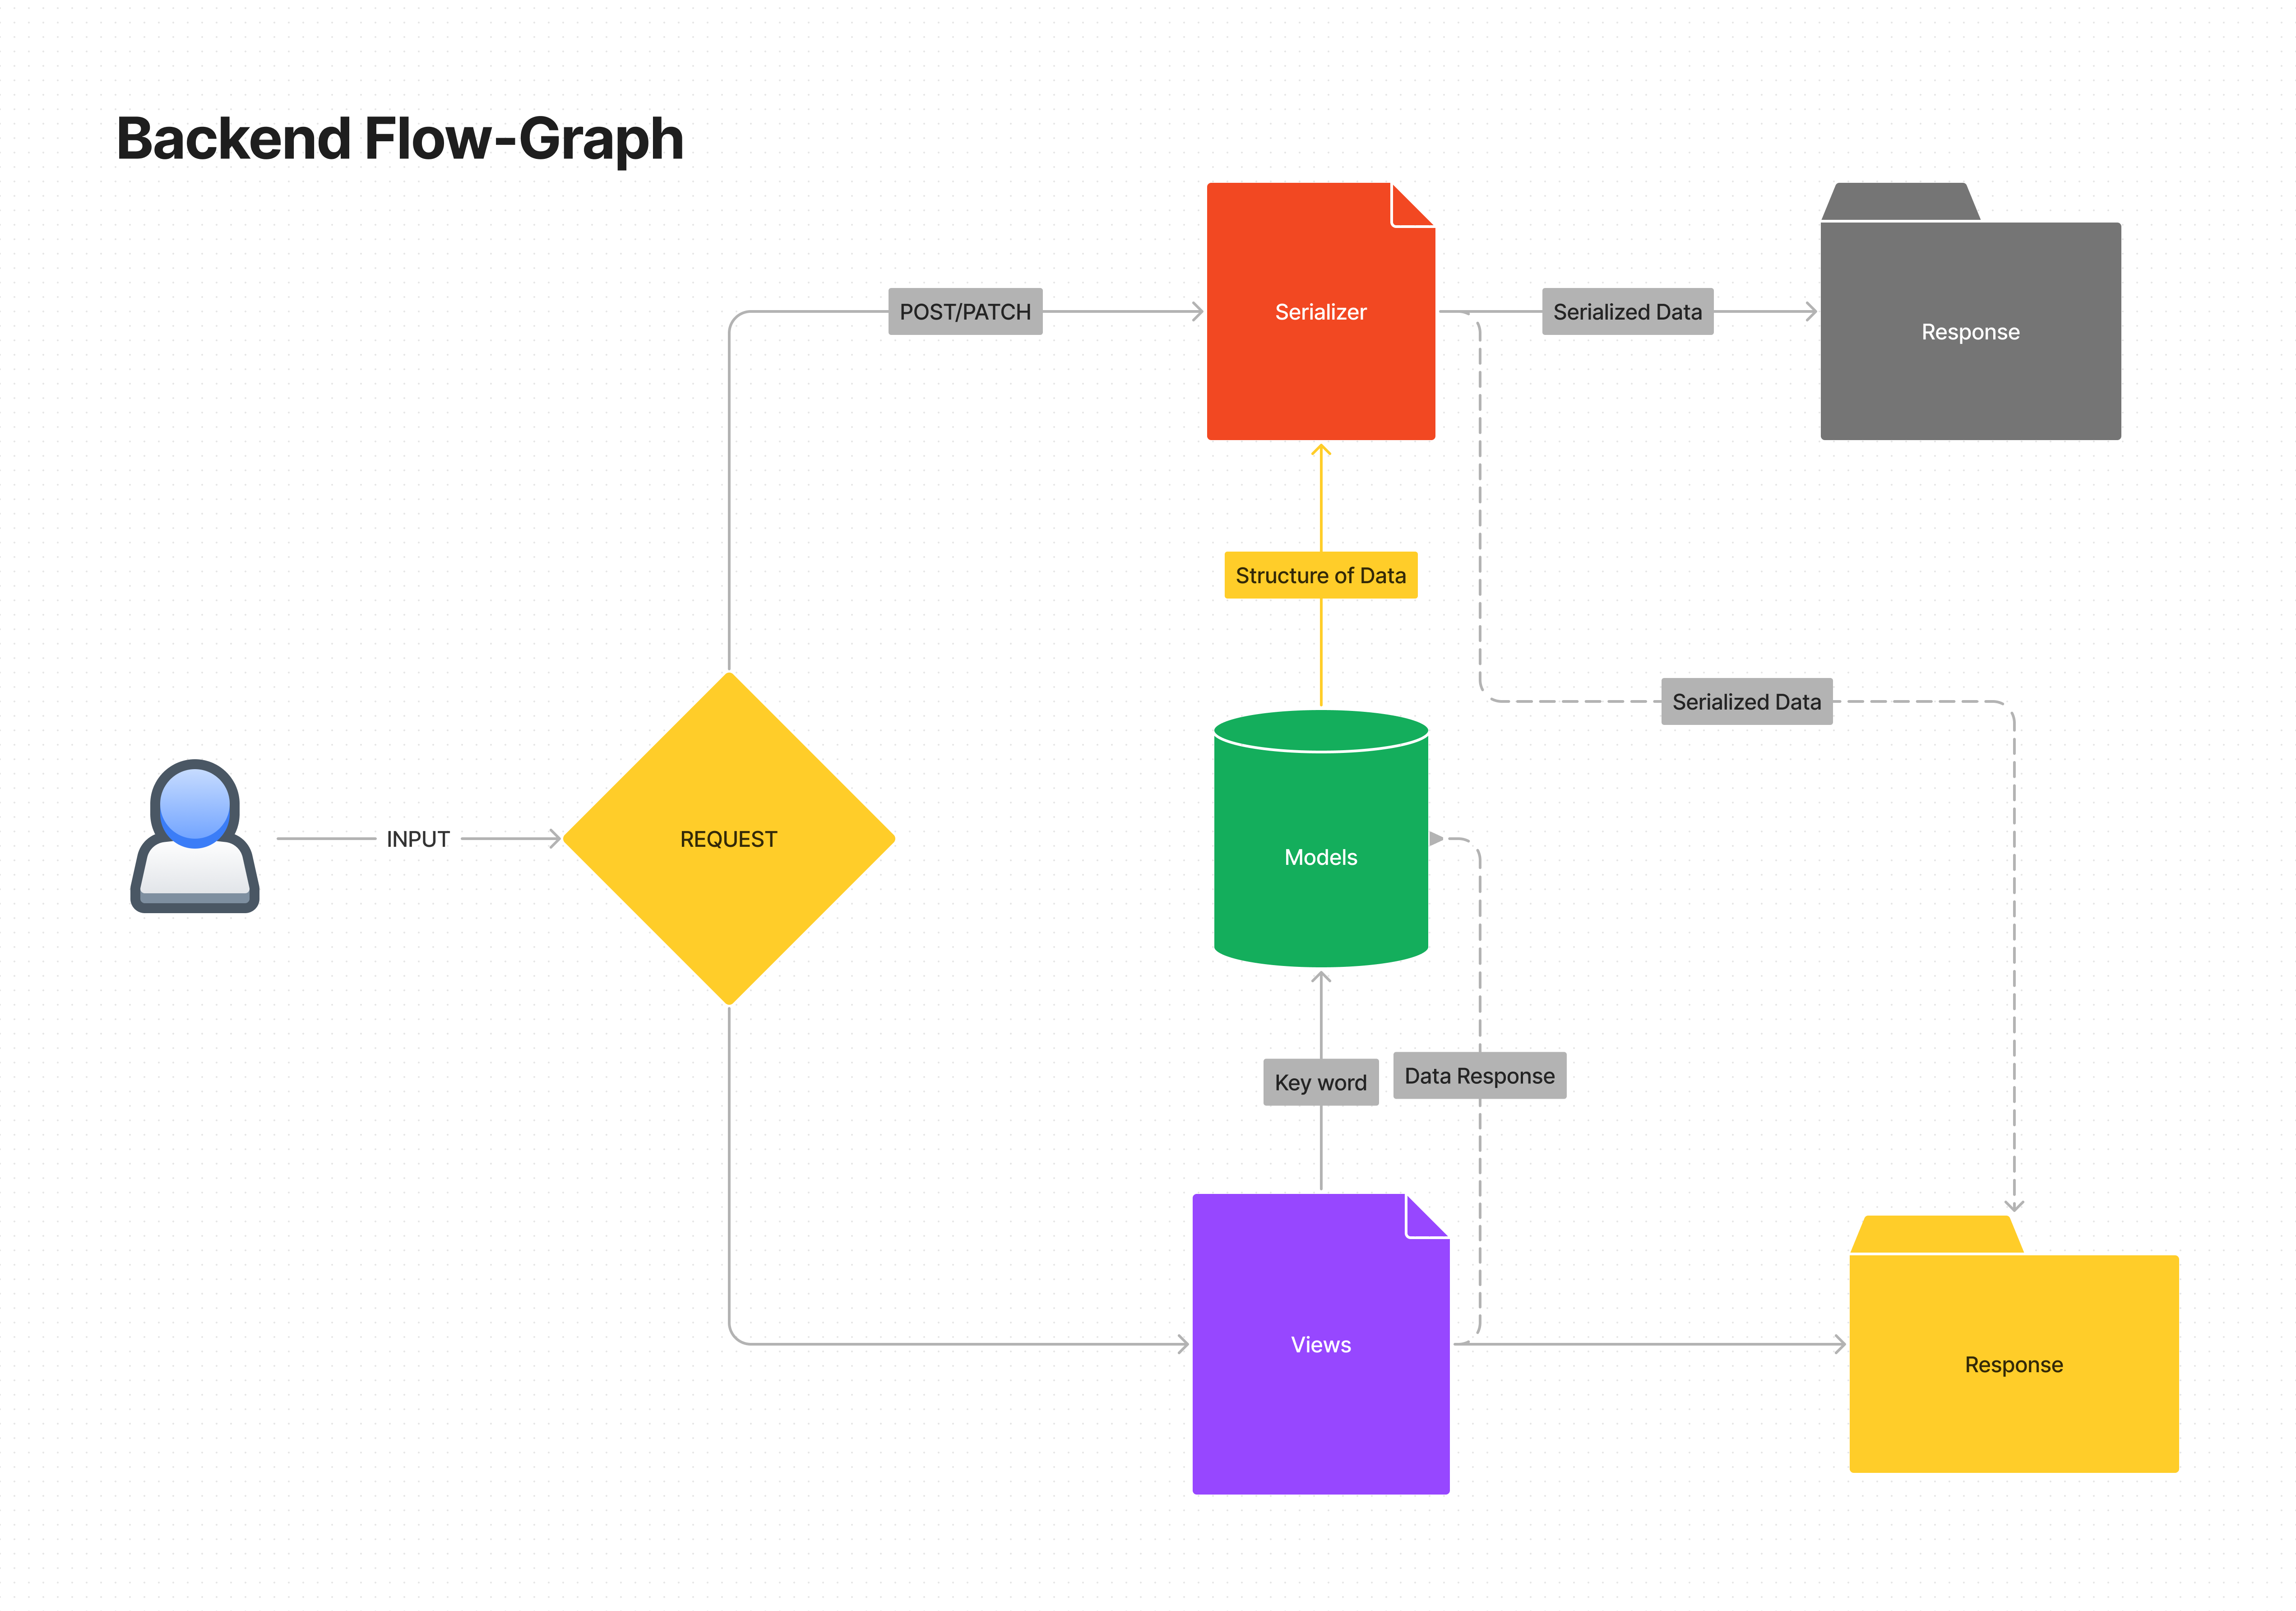 Backend Flow-Graph
POST/PATCH
Serializer
Serialized Data
Response
Structure of Data
Serialized Data
INPUT
REQUEST
Models
Key word
Data Response
Views
Response